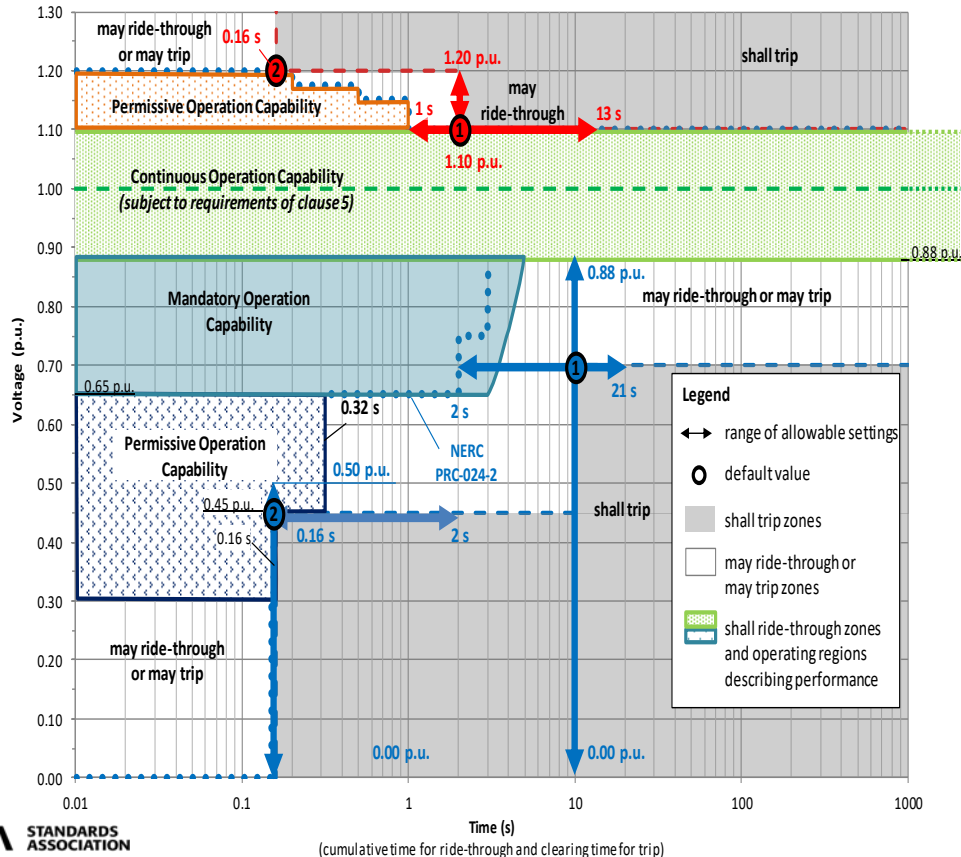 1.30
1.20
1.10
1.00
0.90
0.80
0.70
0.60
0.50
0.40
0.30
0.20
0.10
0.00
Voltage (p.u.)
may ride-through
or may trip
0.16 s
2
1.20 p.u.
shall trip
Permissive Operation Capability
may
ride-through
1 s
1
13 s
1.10 p.u.
Continuous Operation Capability
(subject to requirements of clause 5)
0.88 p.u.
0.88 p.u.
Mandatory Operation
Capability
may ride-through or may trip
1
0.65 p.u.
0.32 s
2 s
21 s
NERC
PRC-024-2
Permissive Operation
Capability
0.50 p.u.
0.45 p.u.
2
0.16 s
0.16 s
2 s
shall trip
Legend
range of allowable settings
default value
shall trip zones
may ride-through or
may trip zones
shall ride-through zones
and operating regions
describing performance
may ride-through
or may trip
0.00 p.u.
0.00 p.u.
0.01
0.1
1
10
100
1000
Time (s)
(cumulative time for ride-through and clearing time for trip)
STANDARDS
ASSOCIATION